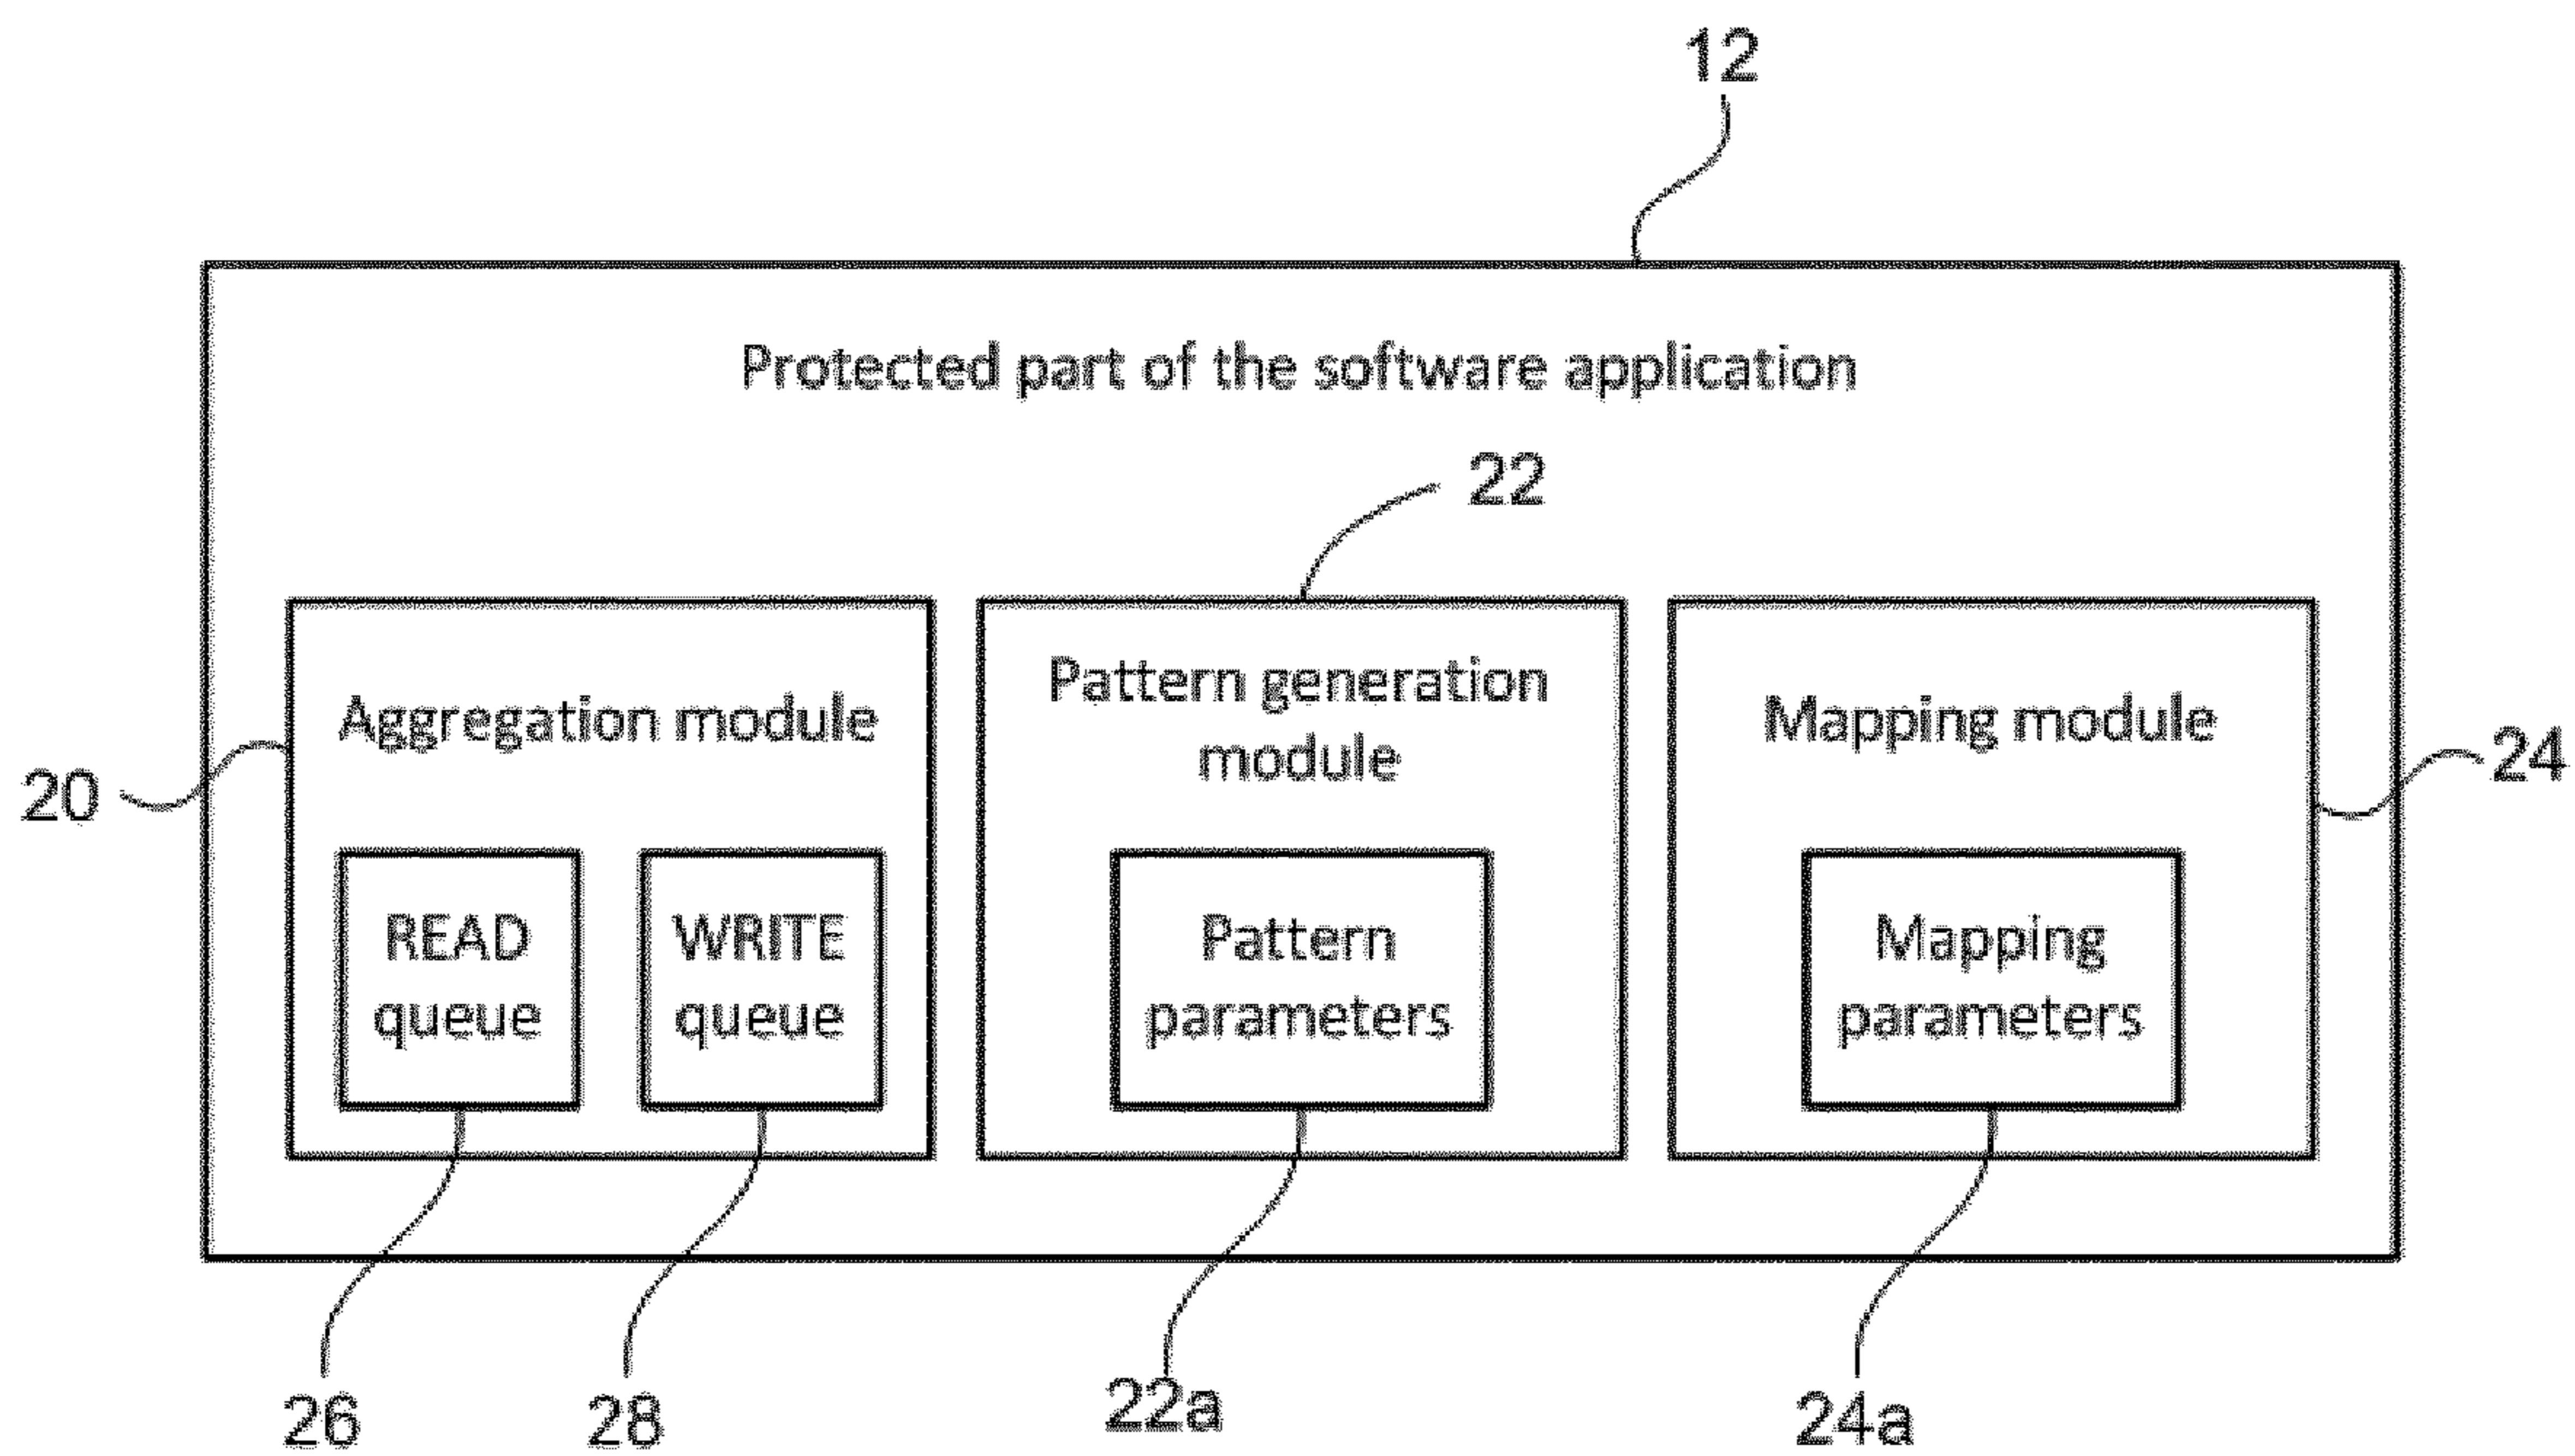 12
Protected part of the software application
22
Aggregation module
Pattern generation
module
Mapping module
20
24
READ
queue
WRITE
queue
Pattern
parameters
Mapping
parameters
26
28
22a
24a